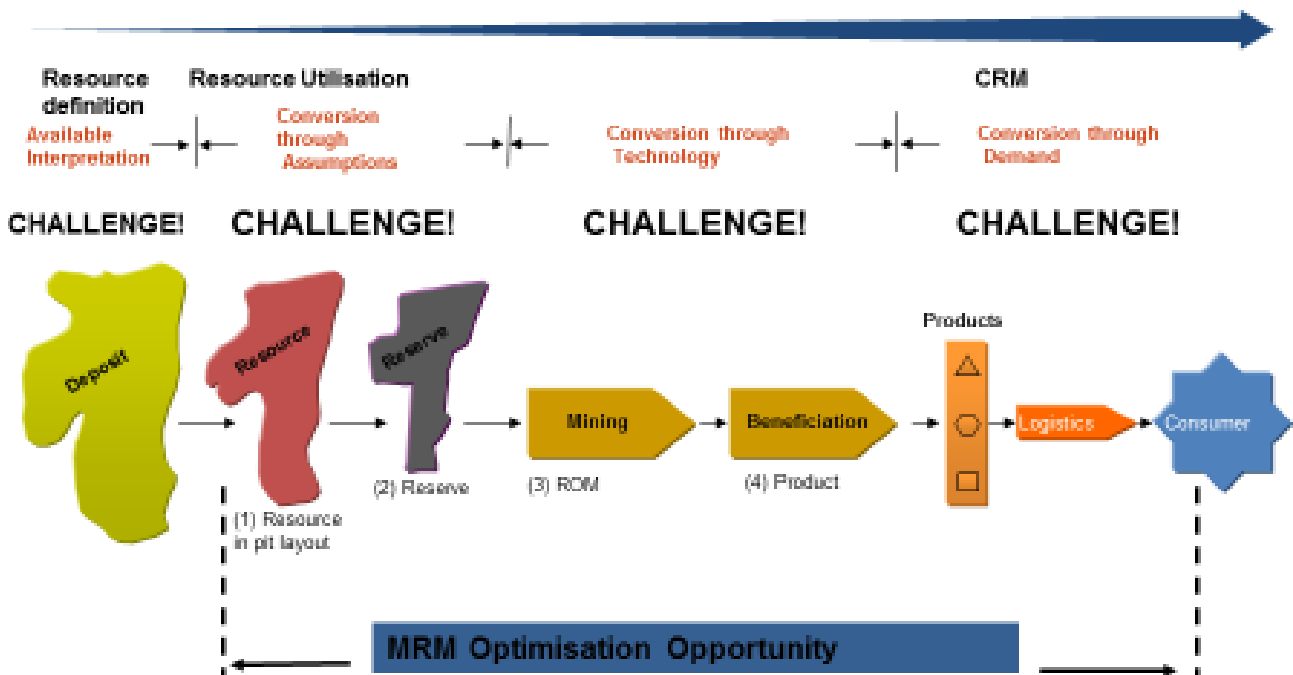 Resource
definition
Available
Interpretation
Resource Utilisation
Conversion
through
Assumptions
Conversion through
Technology
CRM
Conversion through
Demand
CHALLENGE!
CHALLENGE!
CHALLENGE!
CHALLENGE!
Deposit
Resource
Reserve
Mining
Beneficiation
Products
Logistics
Consumer
(1) Resource
in pit layout
(2) Reserve
(3) ROM
(4) Product
MRM Optimisation Opportunity